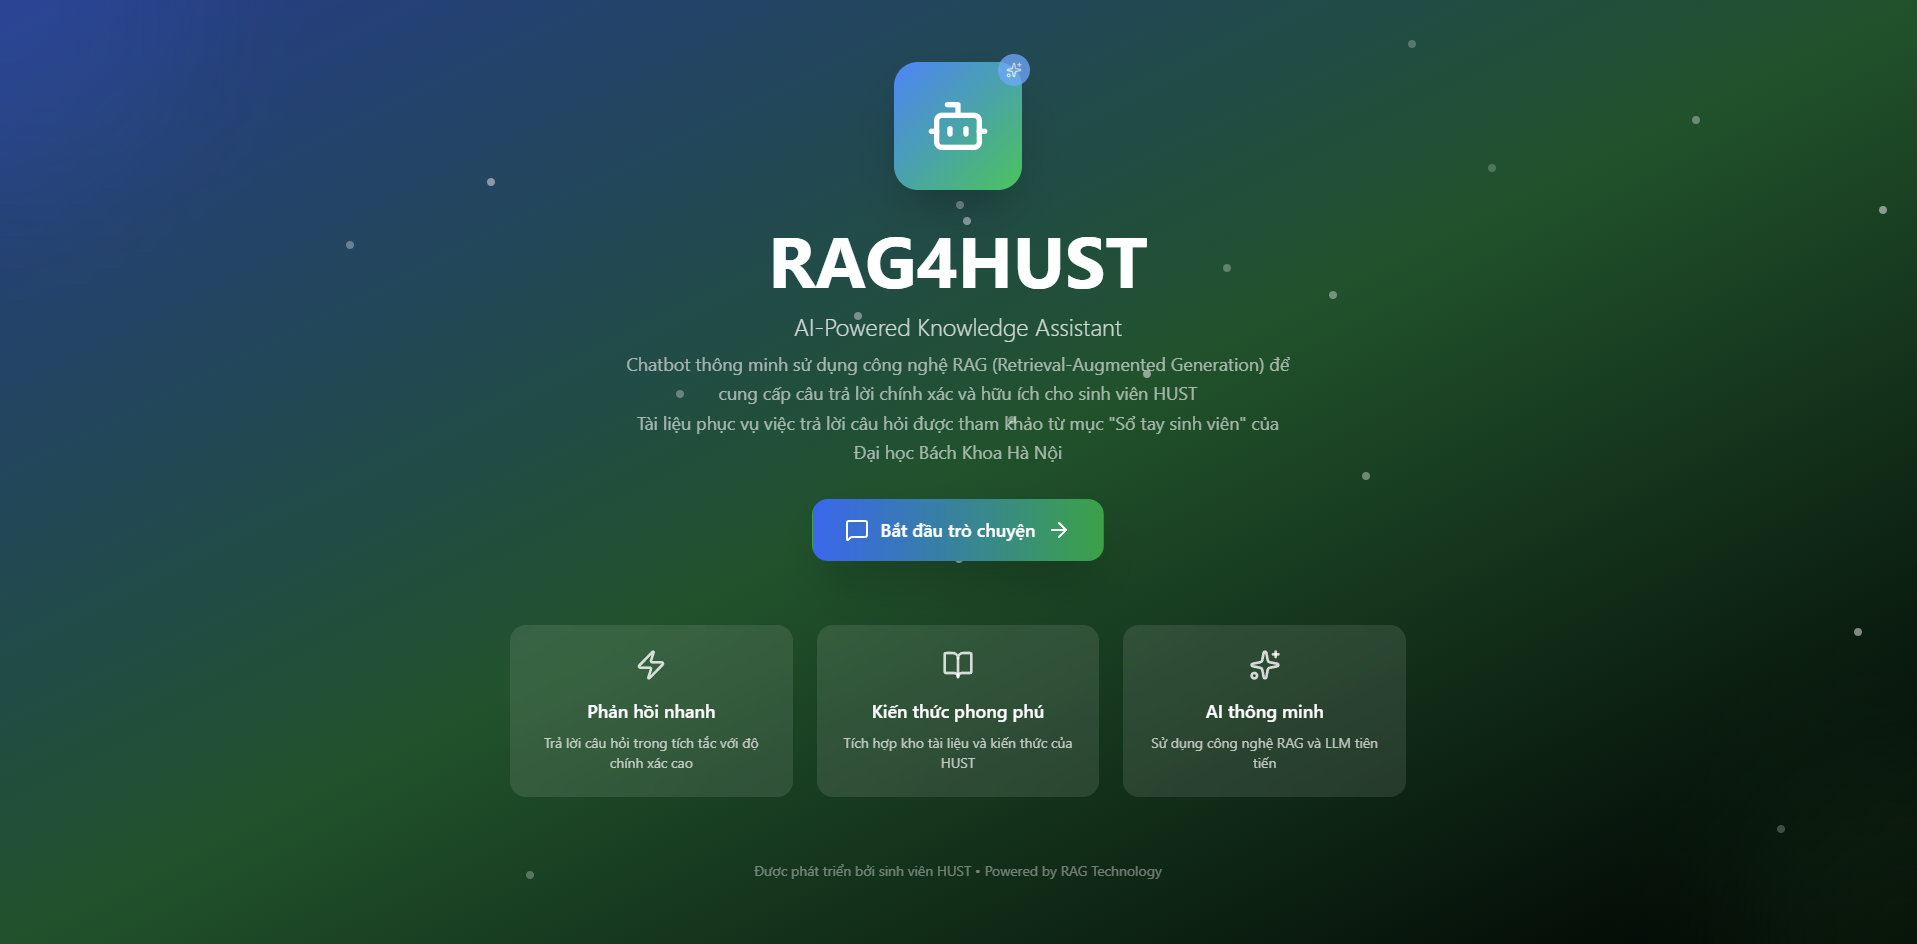 RAG4HUST
AI-Powered Knowledge Assistant
Chatbot thông minh sử dụng công nghệ RAG (Retrieval-Augmented Generation) để
cung cấp câu trả lời chính xác và hữu ích cho sinh viên HUST
Tài liệu phục vụ việc trả lời câu hỏi được tham khảo từ mục "Sổ tay sinh viên" của
Đại học Bách Khoa Hà Nội
Bắt đầu trò chuyện
Phản hồi nhanh
Trả lời câu hỏi trong tích tắc với độ
chính xác cao
Kiến thức phong phú
Tích hợp kho tài liệu và kiến thức của
HUST
AI thông minh
Sử dụng công nghệ RAG và LLM tiên
tiến
Được phát triển bởi sinh viên HUST • Powered by RAG Technology